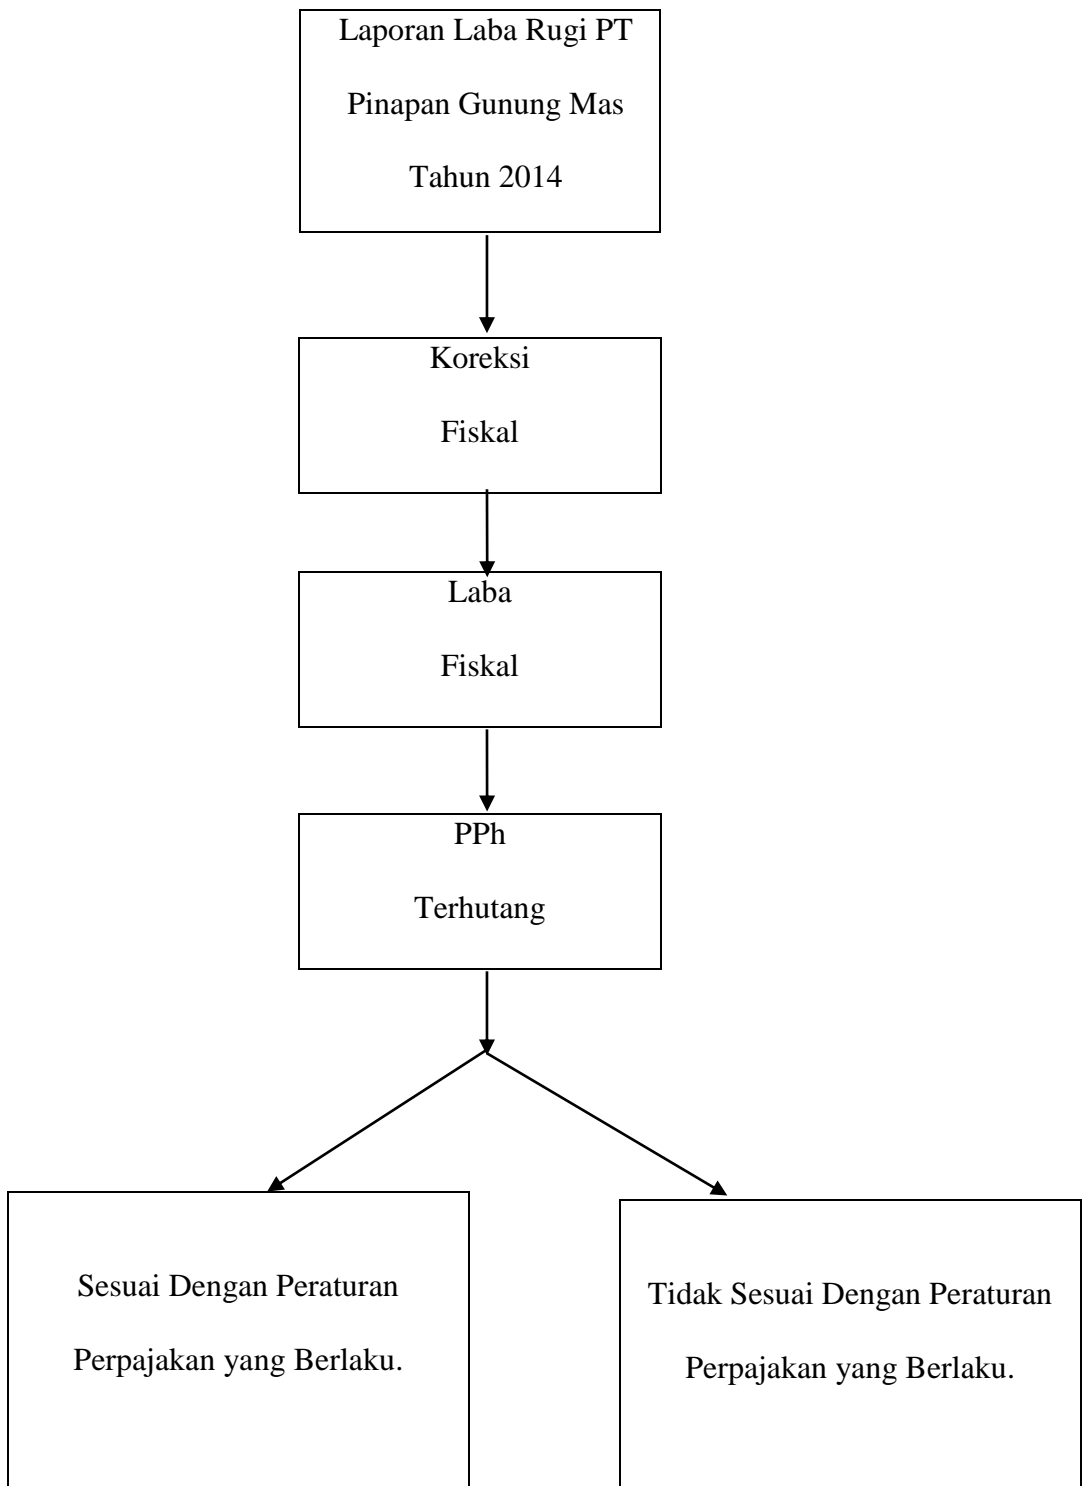 Laporan Laba Rugi PT
Pinapan Gunung Mas
Tahun 2014
Koreksi
Fiskal
Laba
Fiskal
PPh
Terhutang
Sesuai Dengan Peraturan
Perpajakan yang Berlaku.
Tidak Sesuai Dengan Peraturan
Perpajakan yang Berlaku.